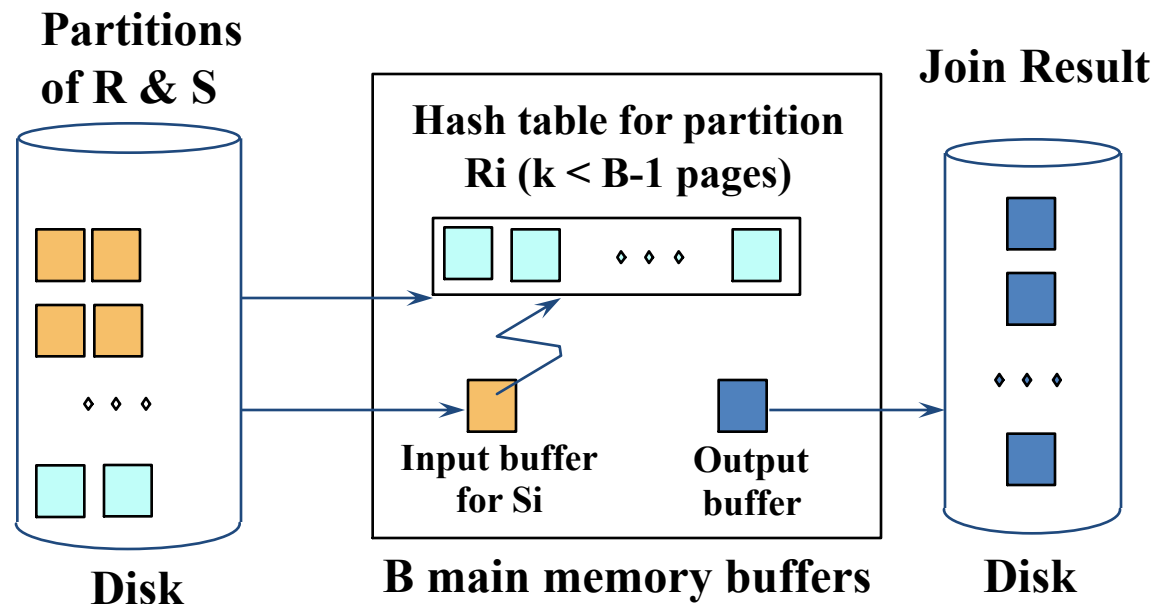 Partitions
of R & S
Join Result
Hash table for partition
Ri (k < B-1 pages)
Input buffer
for Si
Output
buffer
Disk
B main memory buffers
Disk